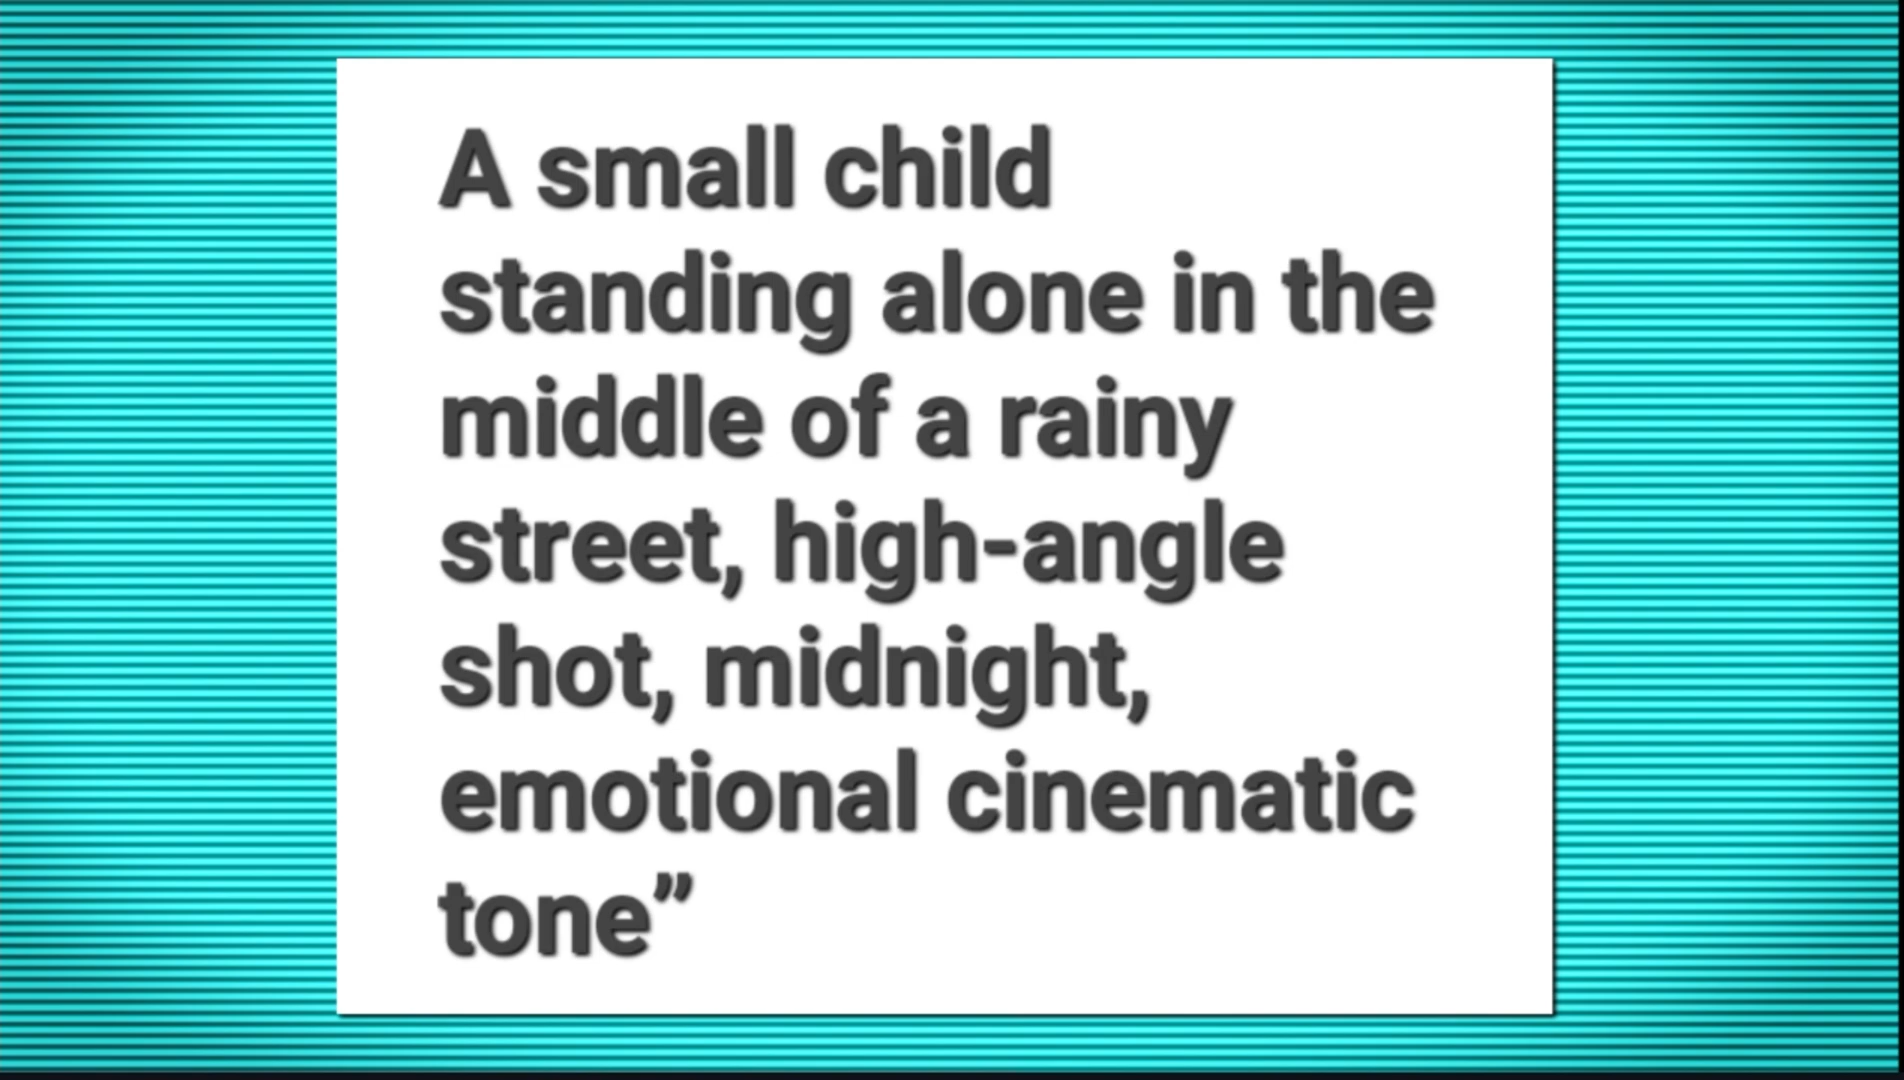 A small child
standing alone in the
middle of a rainy
street, high-angle
shot, midnight,
emotional cinematic
tone”